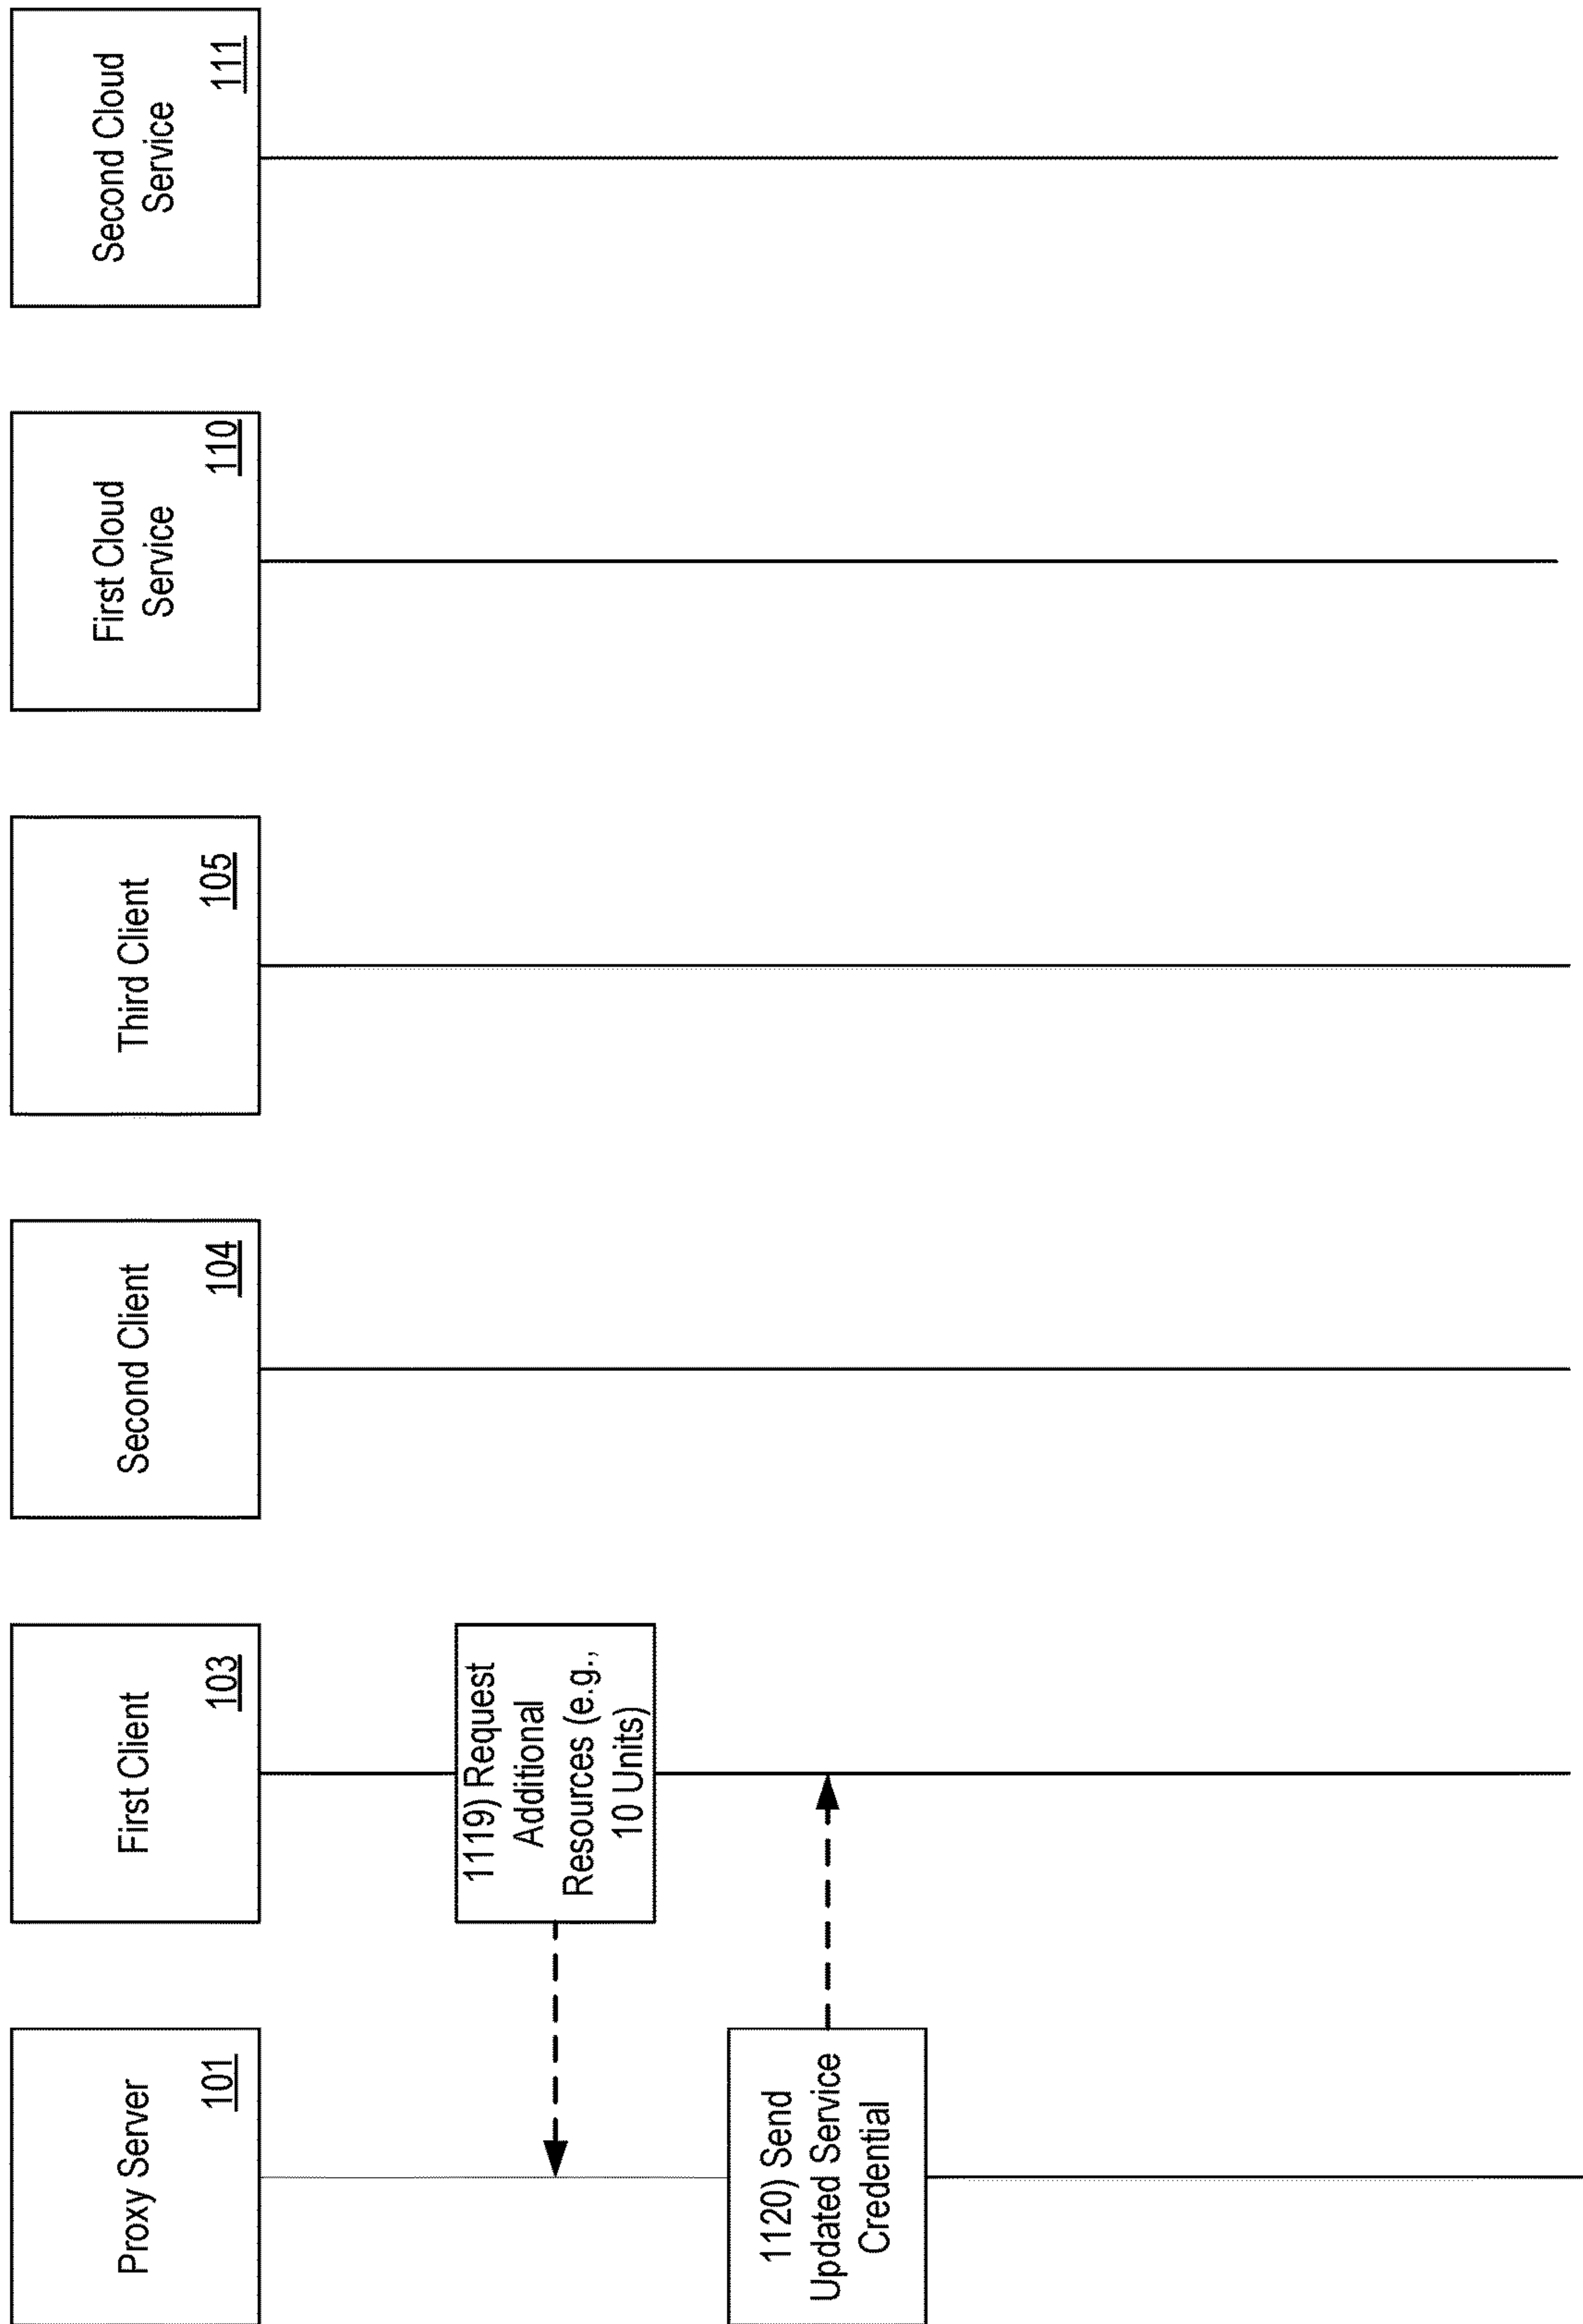 Proxy Server
101
First Client
103
Second Client
104
Third Client
105
First Cloud
Service
110
Second Cloud
Service
111
1119) Request
Additional
Resources (e.g.,
10 Units)
1120) Send
Updated Service
Credential